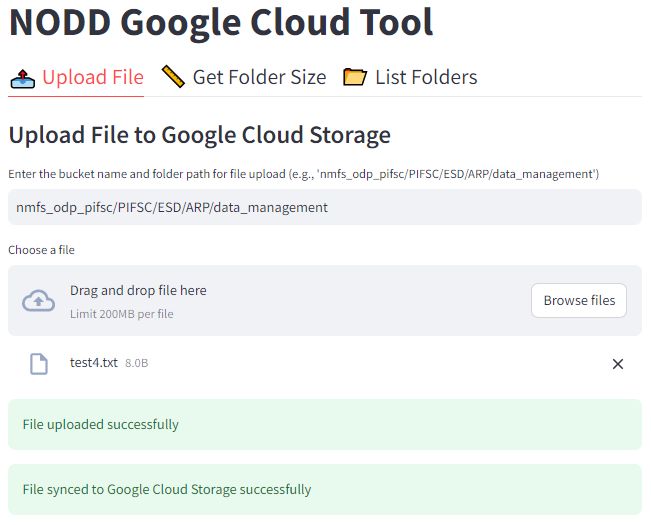 NODD Google Cloud Tool
Upload File
Get Folder Size
List Folders
Upload File to Google Cloud Storage
Enter the bucket name and folder path for file upload (e.g., 'nmfs_odp_pifsc/PIFSC/ESD/ARP/data_management')
nmfs_odp_pifsc/PIFSC/ESD/ARP/data_management
Choose a file
Drag and drop file here
Limit 200MB per file
Browse files
test4.txt 8.0B
File uploaded successfully
File synced to Google Cloud Storage successfully